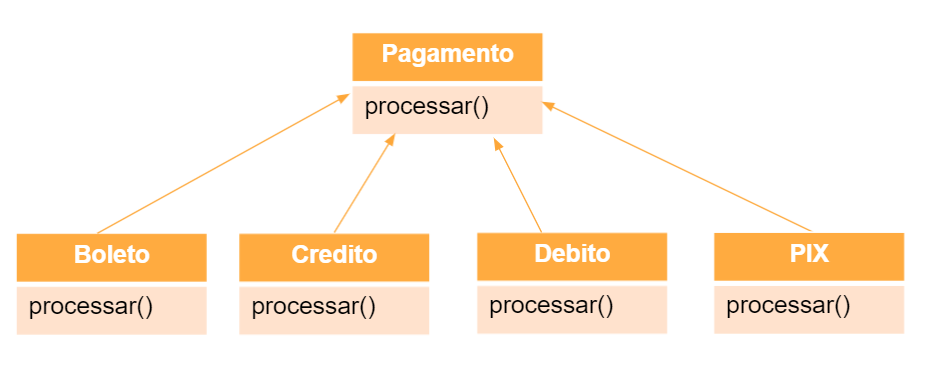 Pagamento
processar()
Boleto
processar()
Credito
processar()
Debito
processar()
PIX
processar()